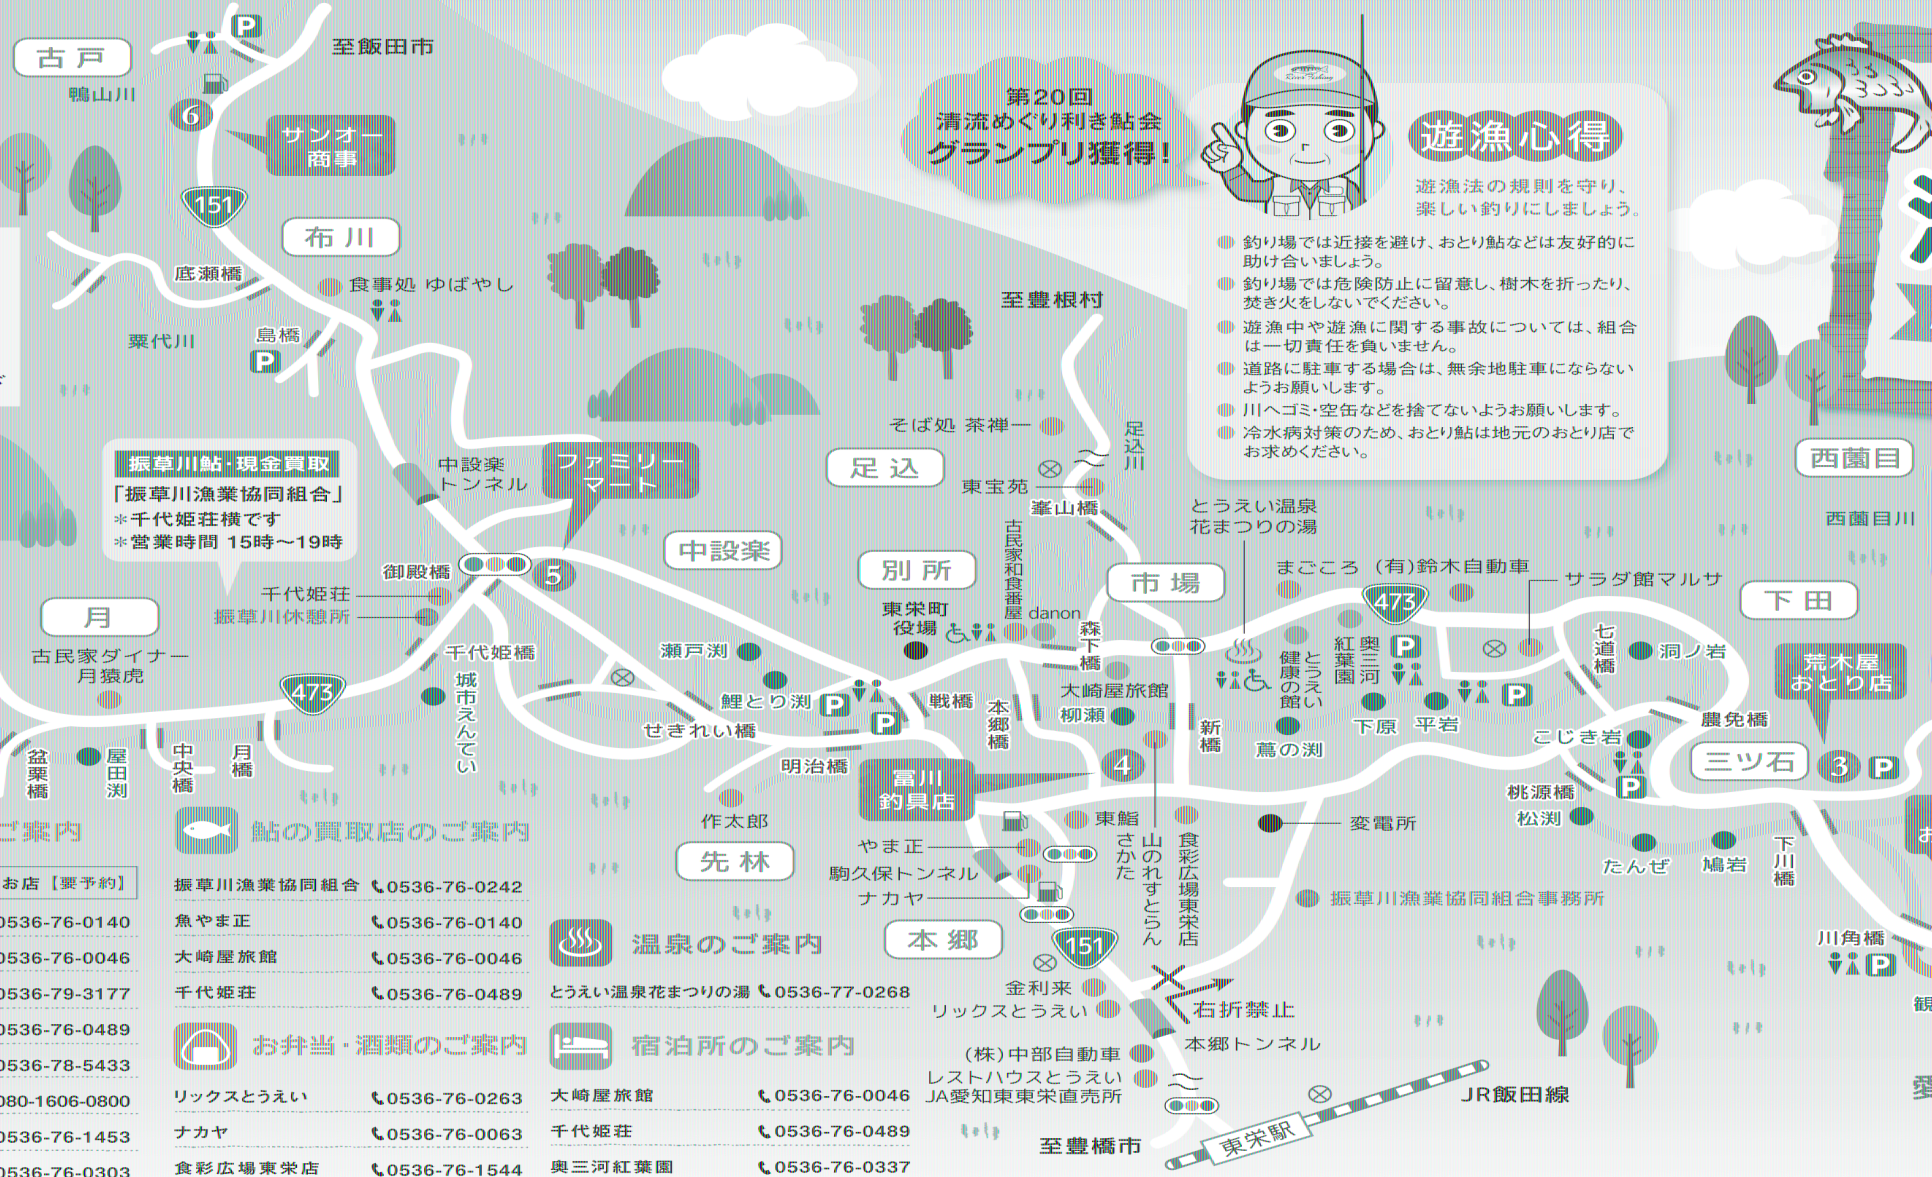 古戸
鴨山川
P
至飯田市
6
サンオー
商事
151
布川
底瀬橋
食事処 ゆばやし
粟代川
島橋
P
第20回
清流めぐり利き鮎会
グランプリ獲得!
遊漁心得
遊漁法の規則を守り、
楽しい釣りにしましょう。
釣り場では近接を避け、おとり鮎などは友好的に
助け合いましょう。
釣り場では危険防止に留意し、樹木を折ったり、
焚き火をしないでください。
遊漁中や遊漁に関する事故については、組合
は一切責任を負いません。
道路に駐車する場合は、無余地駐車にならない
ようお願いします。
川へゴミ・空缶などを捨てないようお願いします。
冷水病対策のため、おとり鮎は地元のおとり店で
お求めください。
至豊根村
そば処 茶禅
足込川
足込
東宝苑
峯山橋
振草川鮎・現金買取
「振草川漁業協同組合」
*千代姫荘横です
*営業時間 15時〜19時
中設楽
トンネル
ファミリー
マート
中設楽
御殿橋
5
千代姫荘
振草川休憩所
千代姫橋
月
古民家ダイナー
月猿虎
473
城市えんてい
盆栗橋
屋田渕
中央橋
月橋
別所
東栄町
役場
古民家和食番屋
danon
森下橋
瀬戸渕
鯉とり渕
P
P
せきれい橋
明治橋
戦橋
本郷橋
大崎屋旅館
柳瀬
市場
とうえい温泉
花まつりの湯
まごころ
(有)鈴木自動車
サラダ館マルサ
473
健康の館
とうえい
紅葉園
奥三河
P
P
新橋
蔦の渕
下原
平岩
七道橋
洞ノ岩
西薗目
西薗目川
下田
荒木屋
おとり店
農免橋
こじき岩
三ツ石
3
P
P
桃源橋
松渕
たんぜ
鳩岩
下川橋
川角橋
P
作太郎
先林
富川
釣具店
4
やま正
駒久保トンネル
ナカヤ
東鮨
さかた
山のれすとらん
食彩広場東栄店
変電所
振草川漁業協同組合事務所
本郷
151
金利来
リックスとうえい
右折禁止
本郷トンネル
(株)中部自動車
レストハウスとうえい
JA愛知東東栄直売所
至豊橋市
東栄駅
JR飯田線
ご案内
お店【要予約】
0536-76-0140
0536-76-0046
0536-79-3177
0536-76-0489
0536-78-5433
080-1606-0800
0536-76-1453
0536-76-0303
鮎の買取店のご案内
振草川漁業協同組合 0536-76-0242
魚やま正 0536-76-0140
大崎屋旅館 0536-76-0046
千代姫荘 0536-76-0489
お弁当・酒類のご案内
リックスとうえい 0536-76-0263
ナカヤ 0536-76-0063
食彩広場東栄店 0536-76-1544
温泉のご案内
とうえい温泉花まつりの湯 0536-77-0268
宿泊所のご案内
大崎屋旅館 0536-76-0046
千代姫荘 0536-76-0489
奥三河紅葉園 0536-76-0337